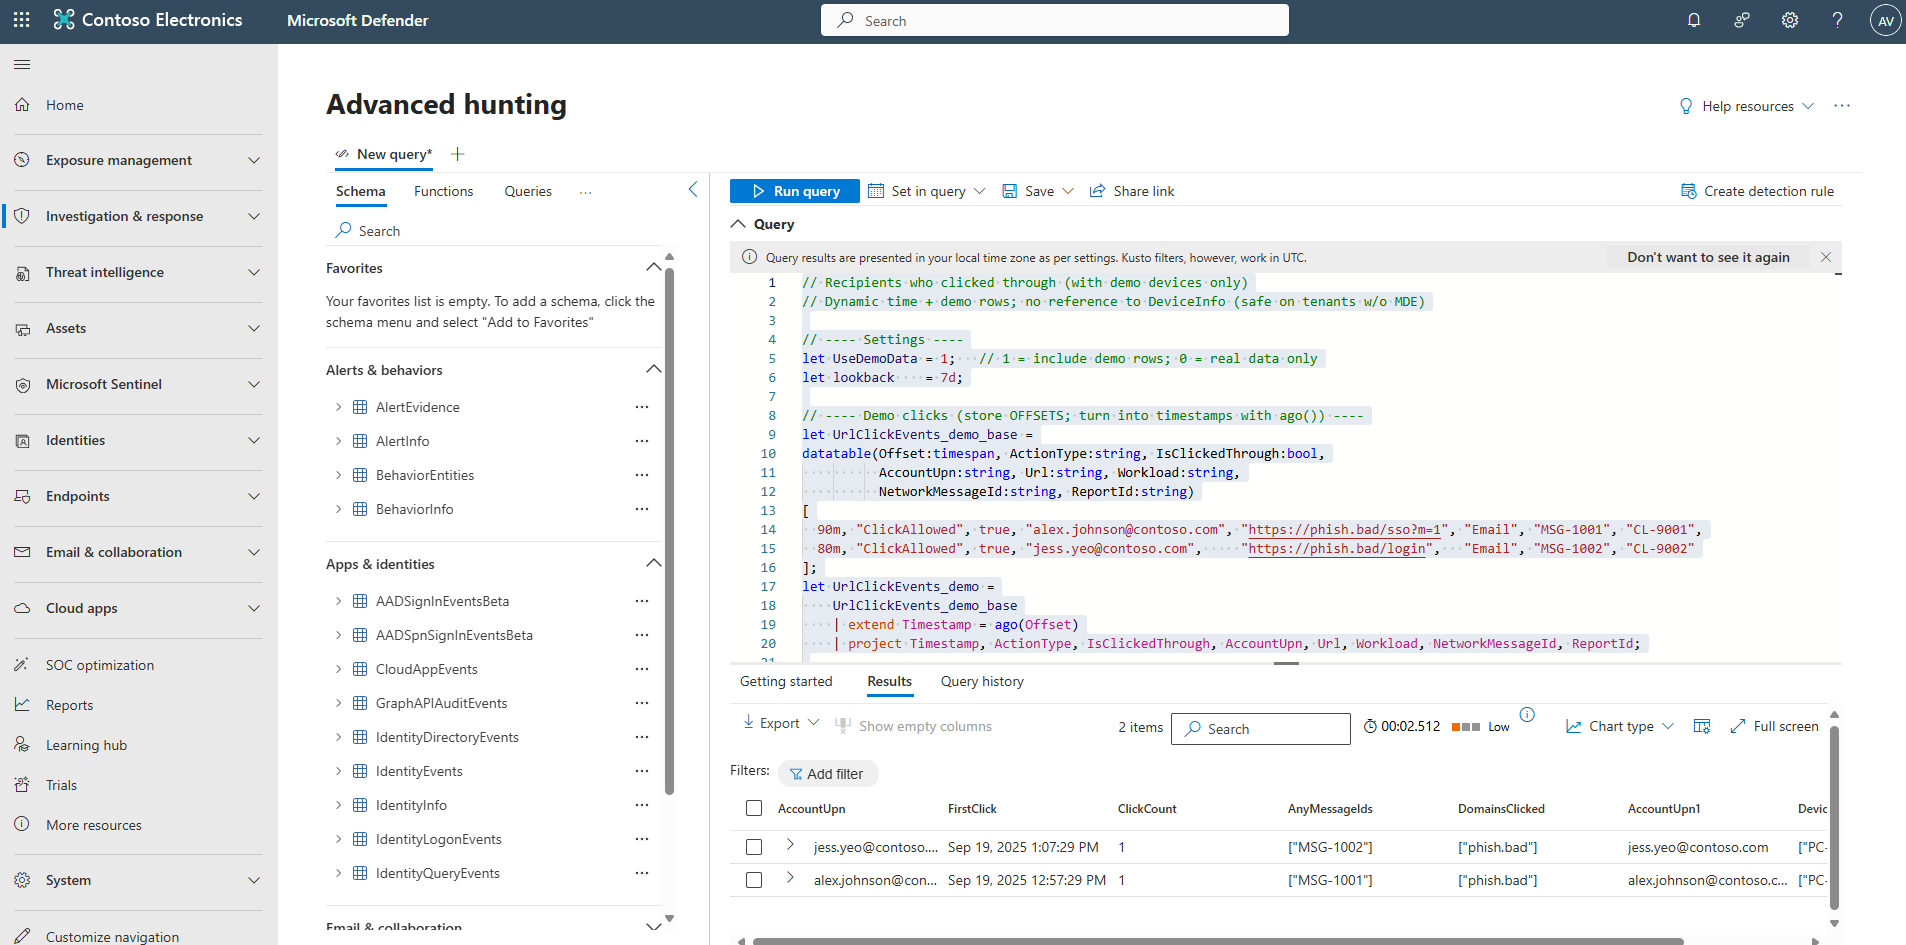 Contoso Electronics
Microsoft Defender
Search
AV
Home
Exposure management
Investigation & response
Threat intelligence
Assets
Microsoft Sentinel
Identities
Endpoints
Email & collaboration
Cloud apps
SOC optimization
Reports
Learning hub
Trials
More resources
System
Customize navigation
Advanced hunting
Help resources
New query*
Schema Functions Queries
Search
Favorites
Your favorites list is empty. To add a schema, click the
schema menu and select "Add to Favorites"
Alerts & behaviors
AlertEvidence
AlertInfo
BehaviorEntities
BehaviorInfo
Apps & identities
AADSignInEventsBeta
AADSpnSignInEventsBeta
CloudAppEvents
GraphAPIAuditEvents
IdentityDirectoryEvents
IdentityEvents
IdentityInfo
IdentityLogonEvents
IdentityQueryEvents
Email & collaboration
Run query Set in query Save Share link Create detection rule
Query
Query results are presented in your local time zone as per settings. Kusto filters, however, work in UTC. Don't want to see it again
1 // Recipients who clicked through (with demo devices only)
2 // Dynamic time + demo rows; no reference to DeviceInfo (safe on tenants w/o MDE)
3
4 // ---- Settings ----
5 let UseDemoData = 1;   // 1 = include demo rows; 0 = real data only
6 let lookback    = 7d;
7
8 // ---- Demo clicks (store OFFSETS; turn into timestamps with ago()) ----
9 let UrlClickEvents_demo_base =
10 datatable(Offset:timespan, ActionType:string, IsClickedThrough:bool,
11           AccountUpn:string, Url:string, Workload:string,
12           NetworkMessageId:string, ReportId:string)
13 [
14   90m, "ClickAllowed", true, "alex.johnson@contoso.com", "https://phish.bad/sso?m=1", "Email", "MSG-1001", "CL-9001",
15   80m, "ClickAllowed", true, "jess.yeo@contoso.com",     "https://phish.bad/login",   "Email", "MSG-1002", "CL-9002"
16 ];
17 let UrlClickEvents_demo =
18     UrlClickEvents_demo_base
19     | extend Timestamp = ago(Offset)
20     | project Timestamp, ActionType, IsClickedThrough, AccountUpn, Url, Workload, NetworkMessageId, ReportId;
21
Getting started Results Query history
Export Show empty columns 2 items Search 00:02.512 Low Chart type Full screen
Filters: Add filter
AccountUpn FirstClick ClickCount AnyMessageIds DomainsClicked AccountUpn1 Devic
jess.yeo@contoso.... Sep 19, 2025 1:07:29 PM 1 ["MSG-1002"] ["phish.bad"] jess.yeo@contoso.com ["PC-
alex.johnson@con... Sep 19, 2025 12:57:29 PM 1 ["MSG-1001"] ["phish.bad"] alex.johnson@contoso.c... ["PC-